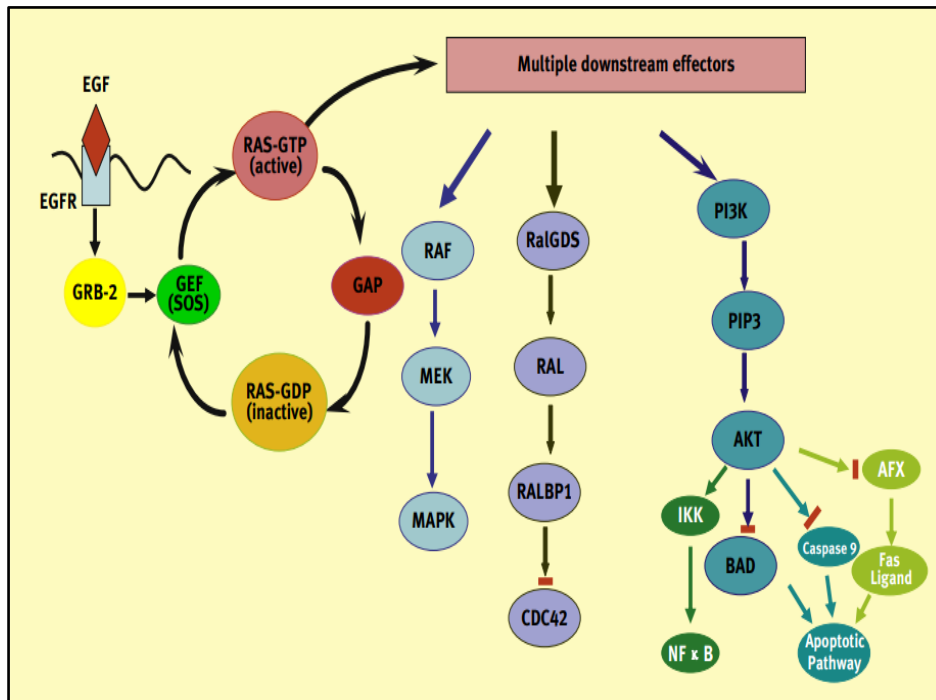 Multiple downstream effectors
EGF
EGFR
GRB-2
GEF
(SOS)
RAS-GTP
(active)
GAP
RAS-GDP
(inactive)
RAF
MEK
MAPK
RalGDS
RAL
RALBP1
CDC42
PI3K
PIP3
AKT
IKK
NF κ B
BAD
Caspase 9
AFX
Fas
Ligand
Apoptotic
Pathway